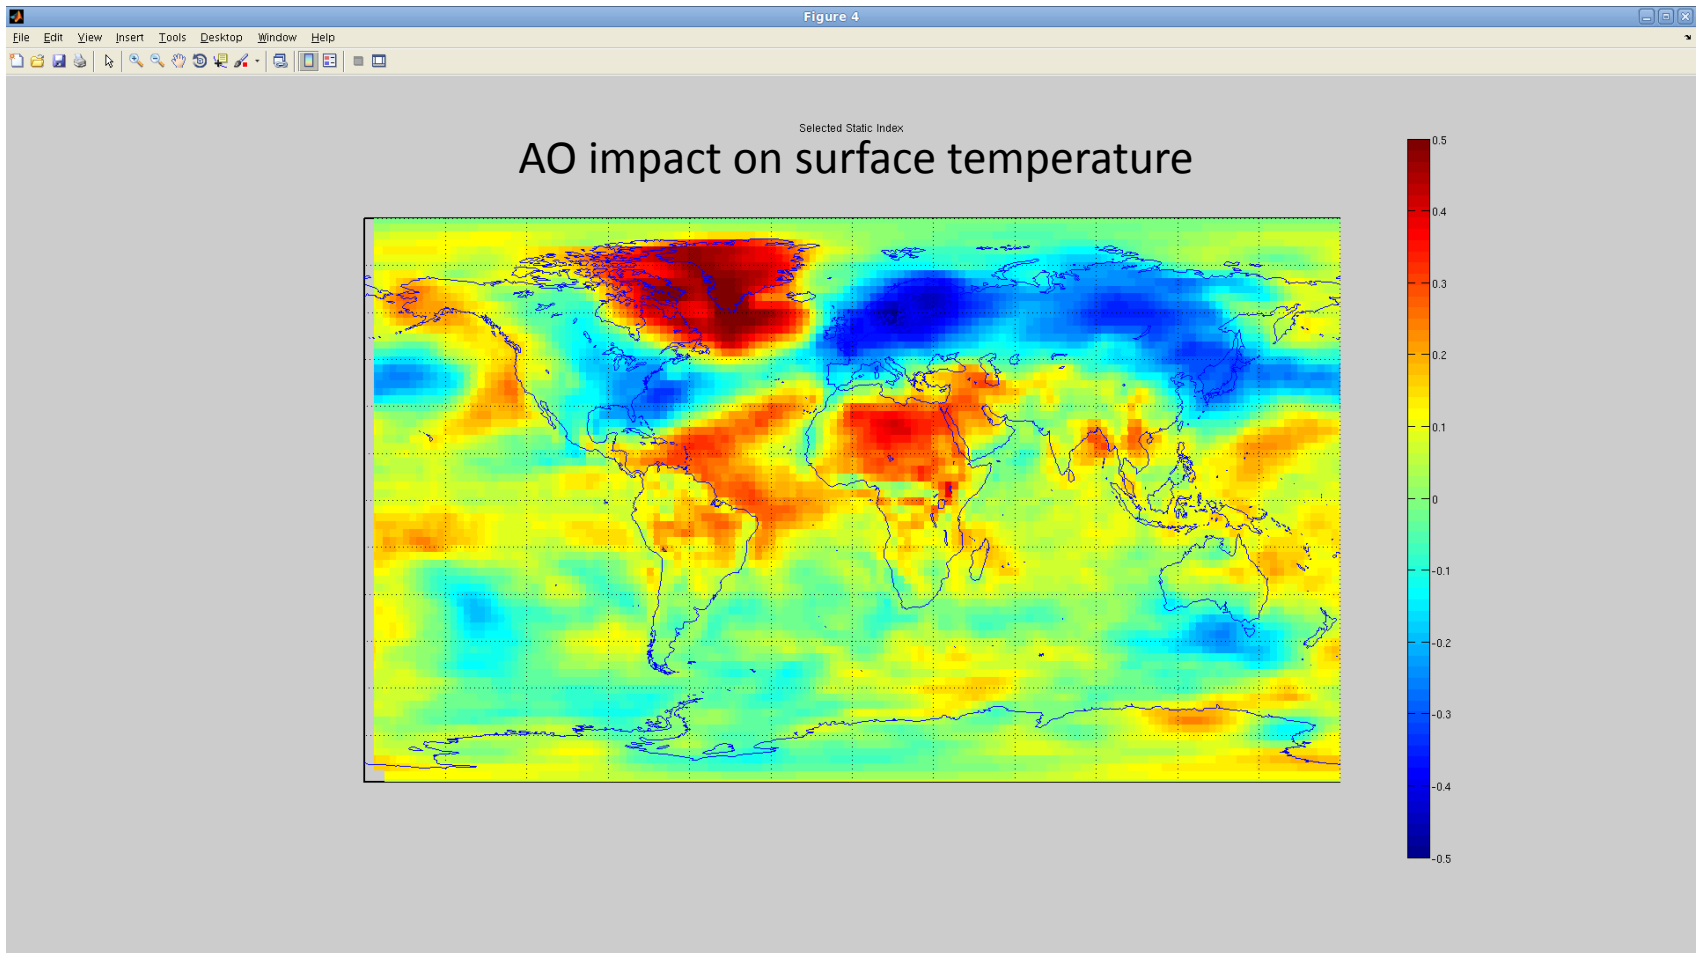 Figure 4
File Edit View Insert Tools Desktop Window Help
Selected Static Index
AO impact on surface temperature
0.5
0.4
0.3
0.2
0.1
0
-0.1
-0.2
-0.3
-0.4
-0.5